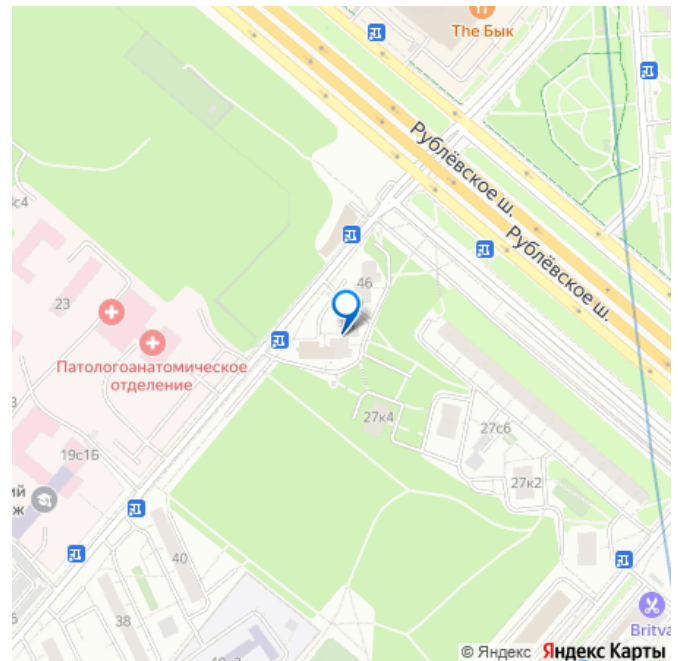 The Бык
Рублёвское ш.
Рублёвское ш.
46
23
Патологоанатомическое
отделение
27к4
27с6
19с1Б
27к2
40
38
Britva
© Яндекс Яндекс Карты